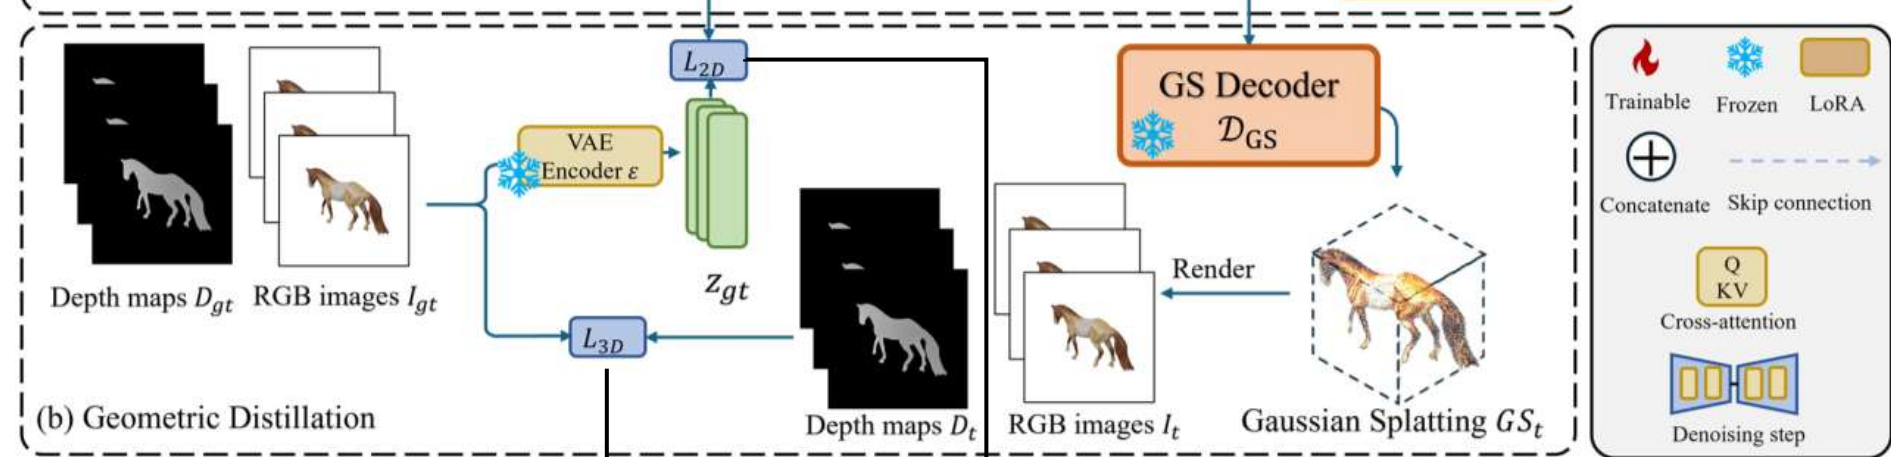 L2D
GS Decoder
𝒟GS
VAE
Encoder ε
Zgt
Depth maps Dgt
RGB images Igt
L3D
Render
Depth maps Dt
RGB images It
Gaussian Splatting GSt
(b) Geometric Distillation
Trainable
Frozen
LoRA
Concatenate
Skip connection
Q
KV
Cross-attention
Denoising step